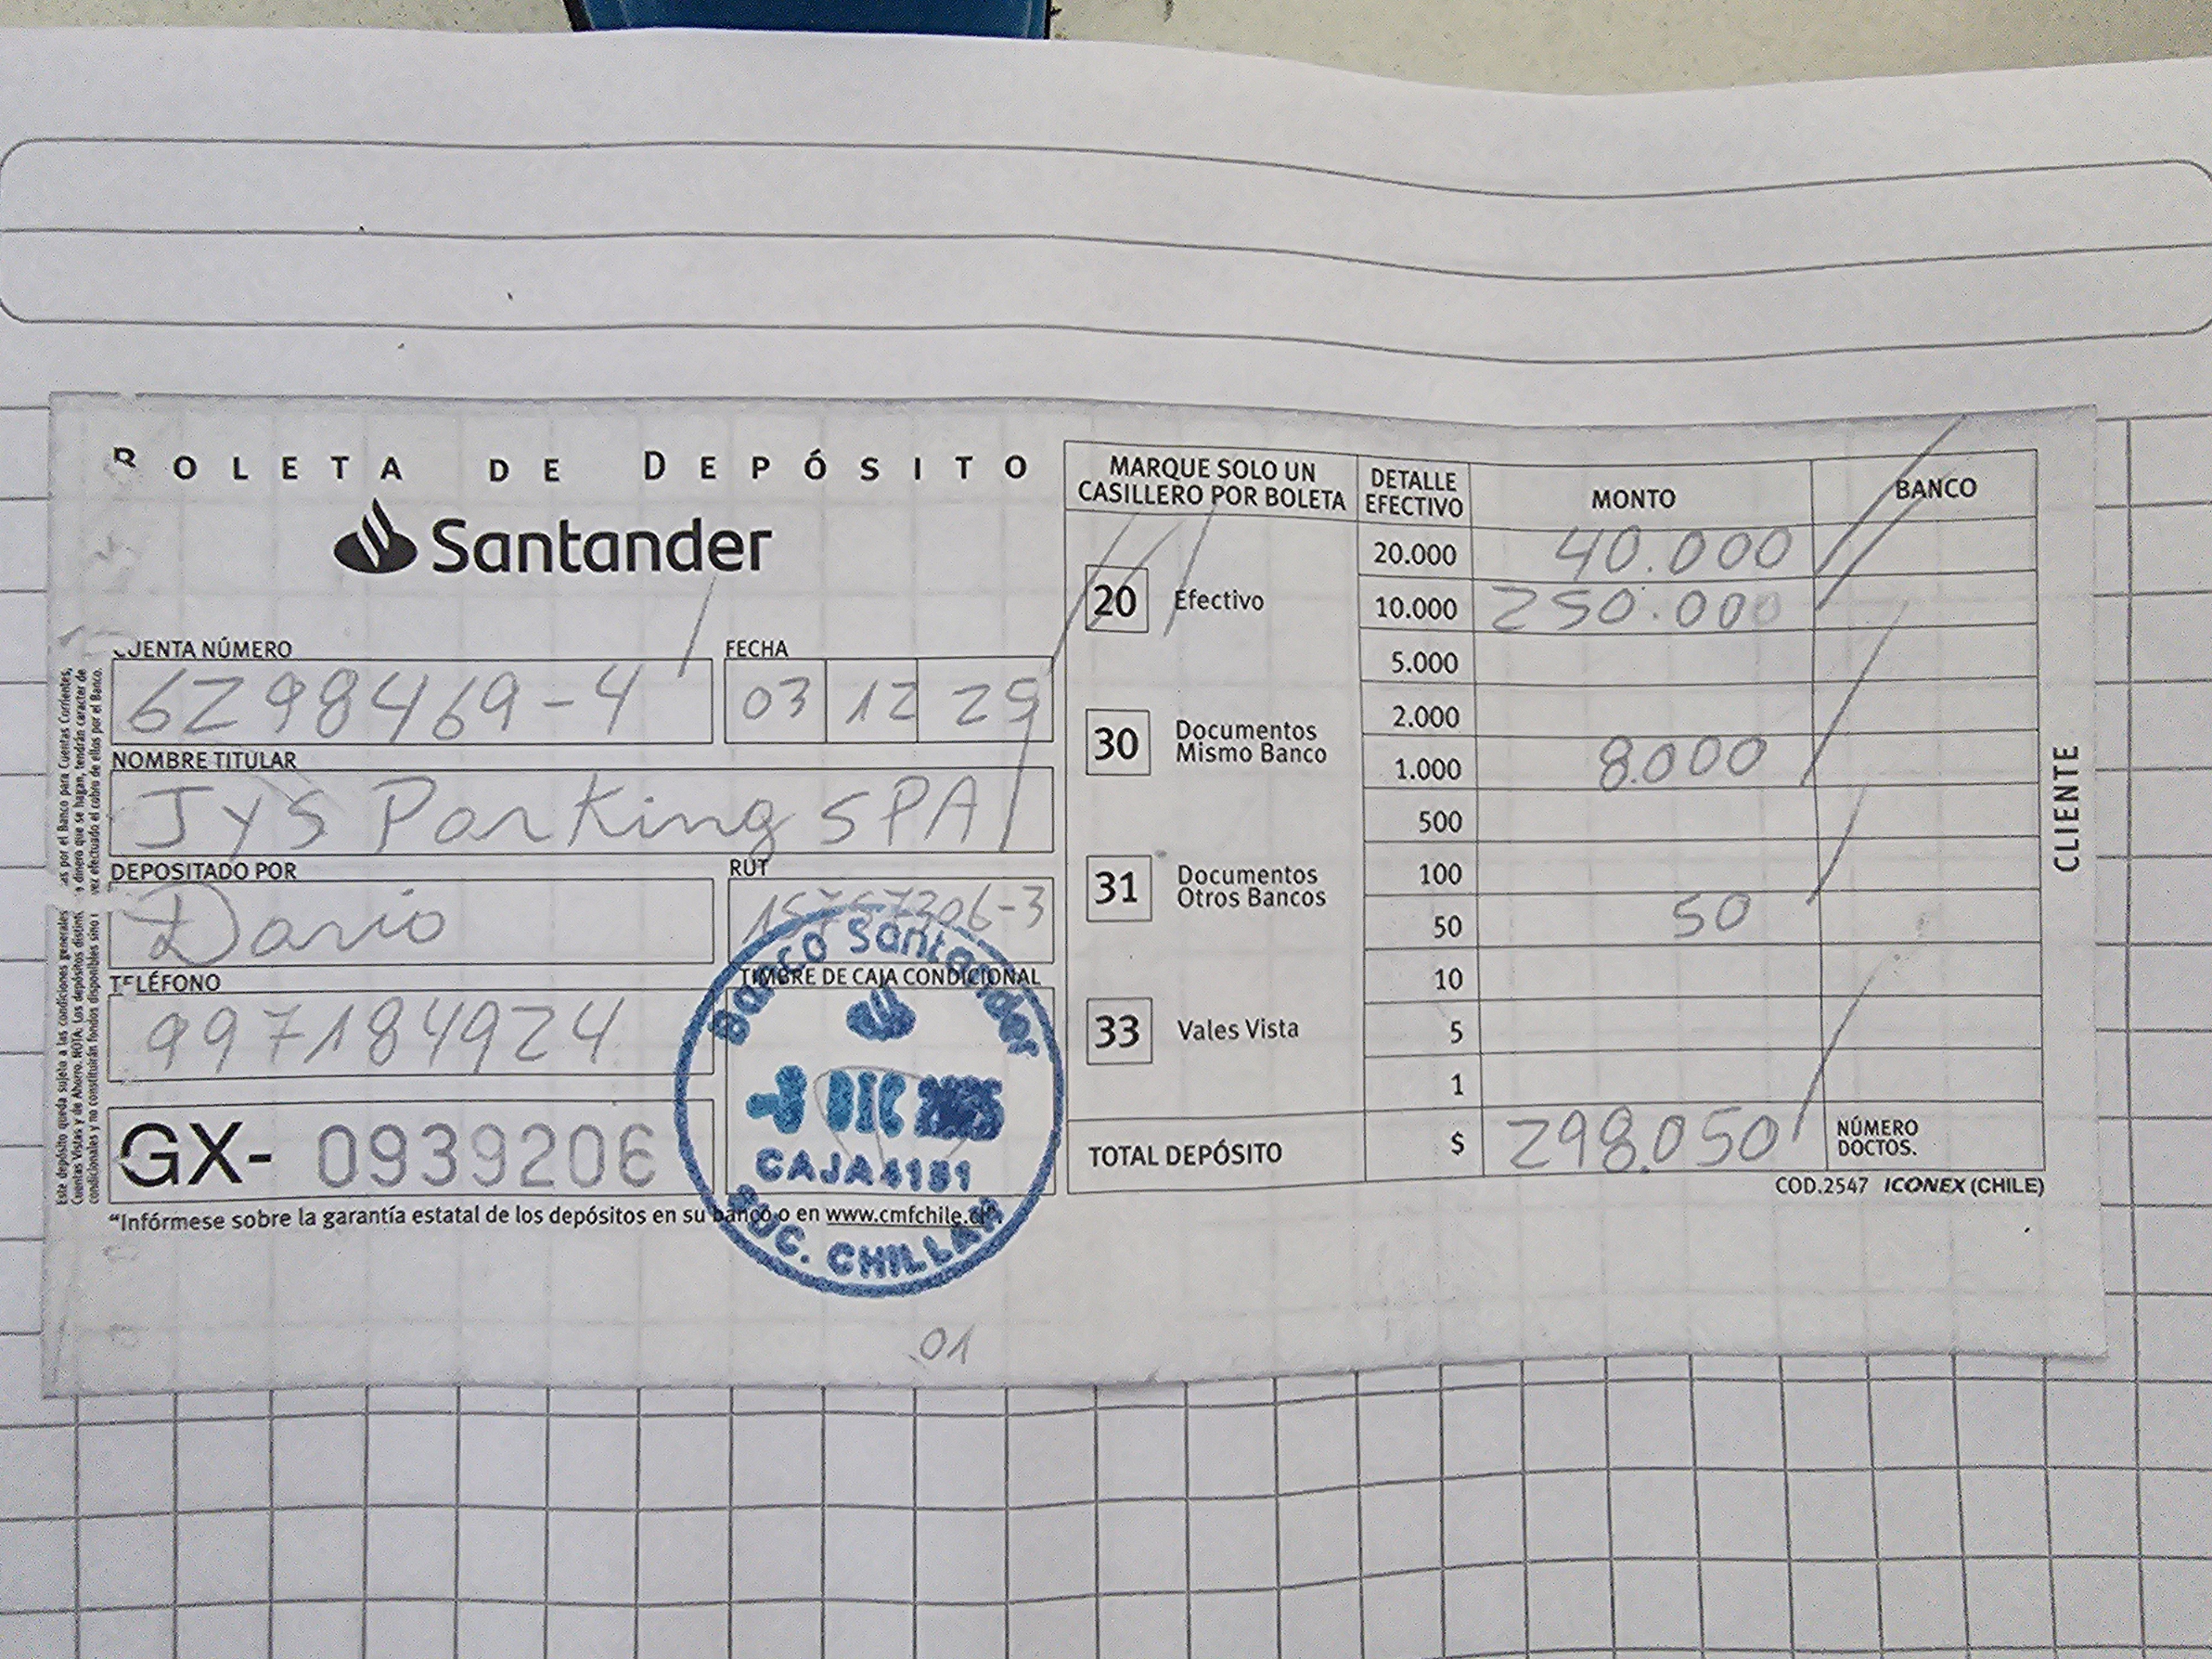 BOLETA DE DEPÓSITO
Santander
CUENTA NÚMERO
6298469-4
FECHA
03 12 25
NOMBRE TITULAR
JyS Parking SPA
DEPOSITADO POR
Dario
RUT
15757306-3
TELÉFONO
997184924
TIMBRE DE CAJA CONDICIONAL
Banco Santander
DIC 2025
CAJA 4151
SUC. CHILLAN
GX- 0939206
"Infórmese sobre la garantía estatal de los depósitos en su banco o en www.cmfchile.cl".
01
MARQUE SOLO UN
CASILLERO POR BOLETA
20 Efectivo
30 Documentos
Mismo Banco
31 Documentos
Otros Bancos
33 Vales Vista
DETALLE
EFECTIVO
MONTO
BANCO
20.000 40.000
10.000 250.000
5.000
2.000
1.000 8.000
500
100
50 50
10
5
1
TOTAL DEPÓSITO $ 298.050
NÚMERO
DOCTOS.
COD.2547 ICONEX (CHILE)
CLIENTE